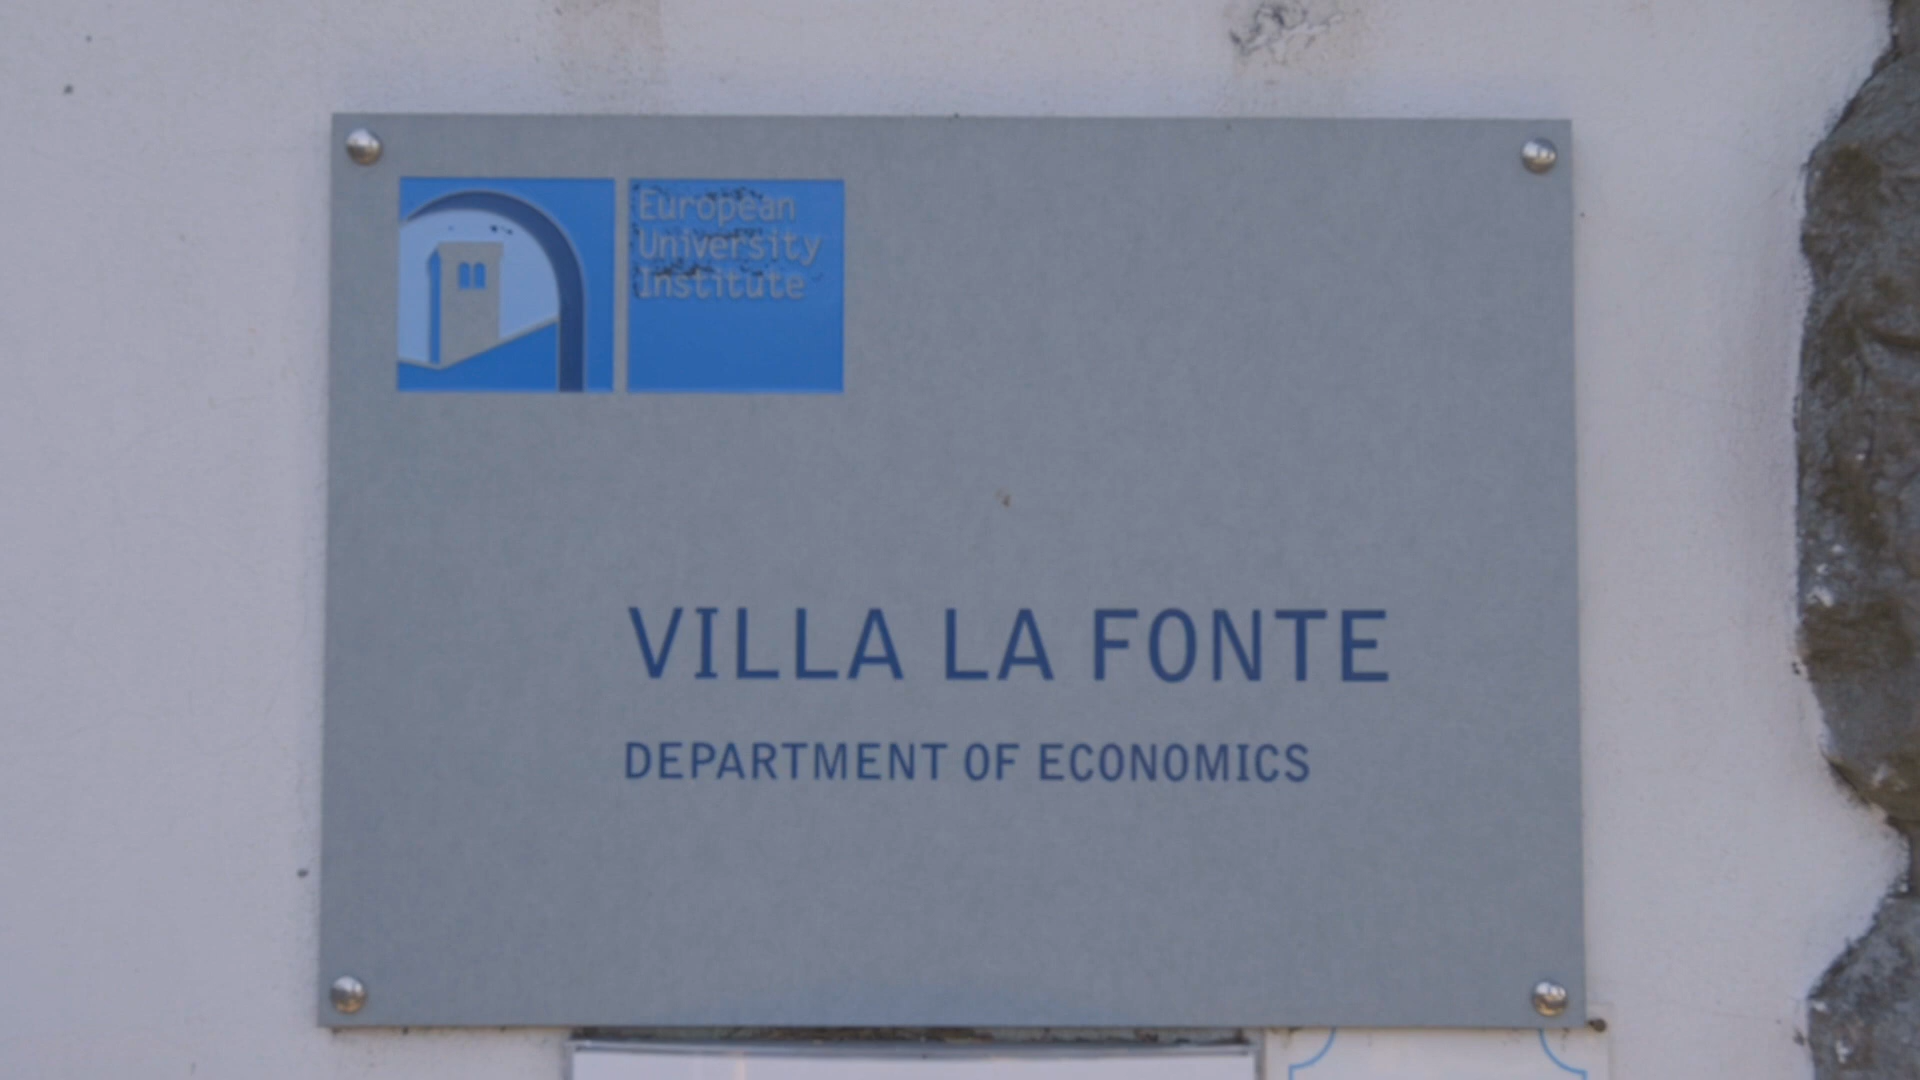 European
University
Institute
VILLA LA FONTE
DEPARTMENT OF ECONOMICS